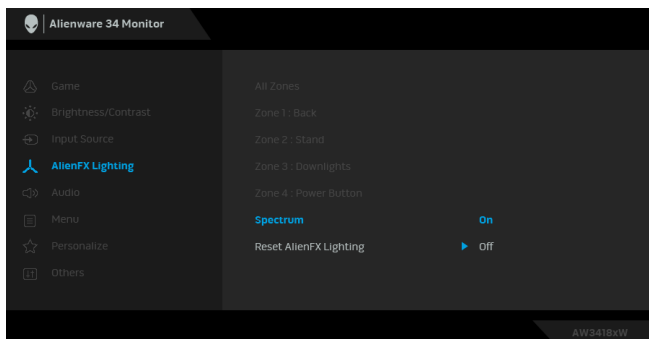 Alienware 34 Monitor
Game
Brightness/Contrast
Input Source
AlienFX Lighting
Audio
Menu
Personalize
Others
All Zones
Zone 1 : Back
Zone 2 : Stand
Zone 3 : Downlights
Zone 4 : Power Button
Spectrum On
Reset AlienFX Lighting Off
AW3418xW